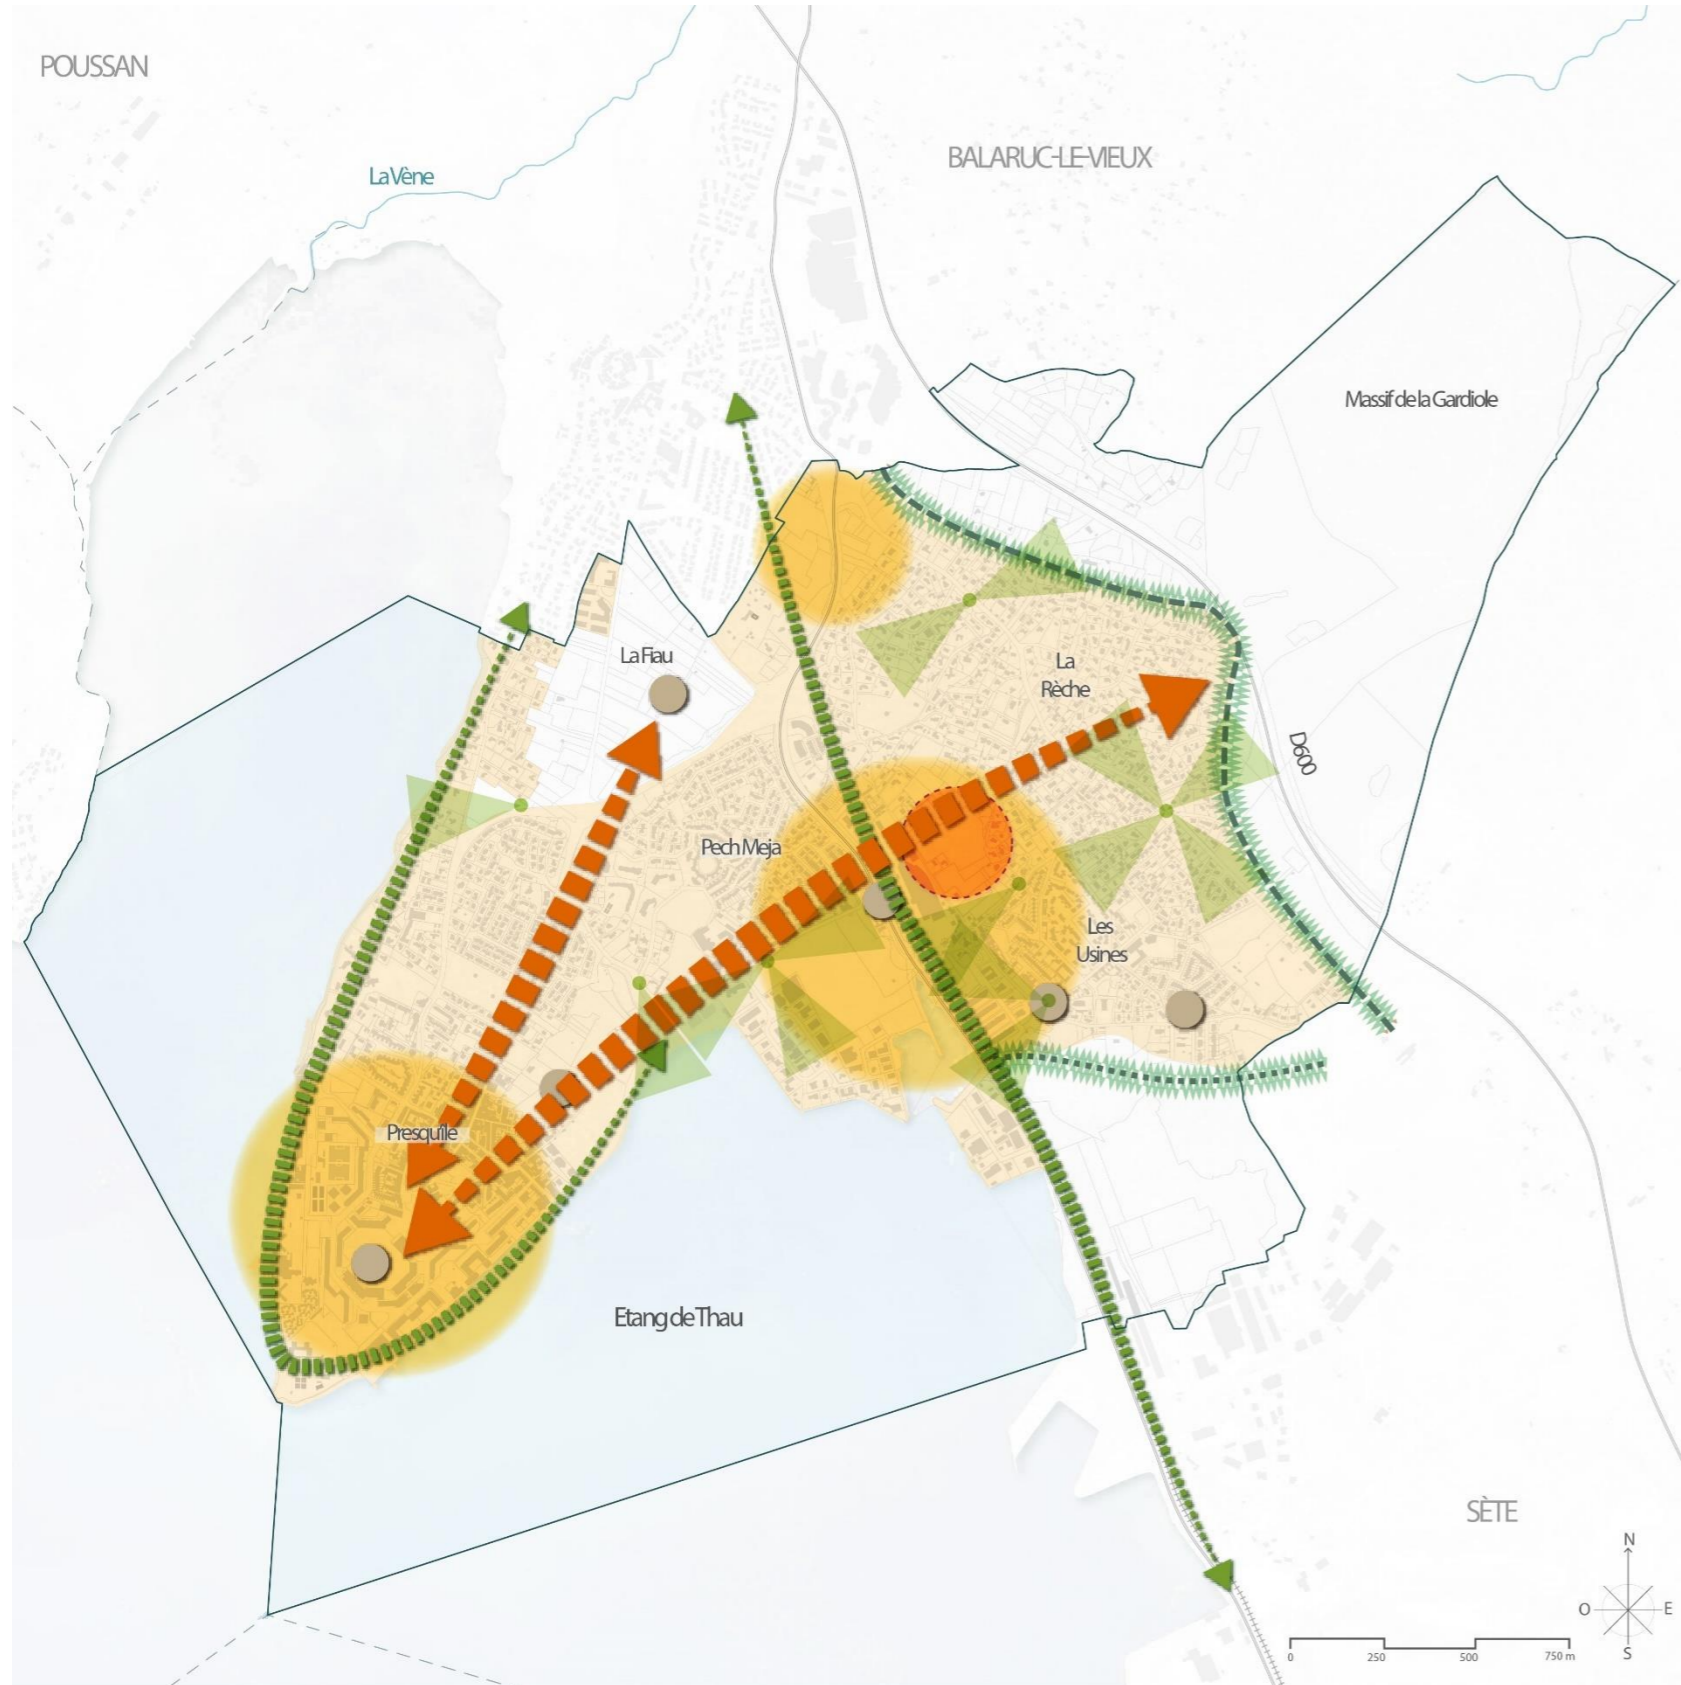 POUSSAN
BALARUC-LE-VIEUX
La Vène
Massif de la Gardiole
La Fiau
La
Rèche
D600
Pech Meja
Les
Usines
Presqu'île
Etang de Thau
SÈTE
N
O
E
S
0
250
500
750 m